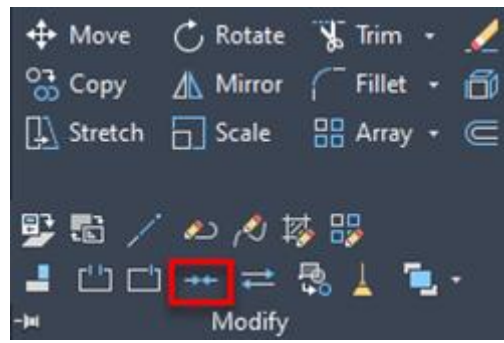 Move Rotate Trim
Copy Mirror Fillet
Stretch Scale Array
Modify